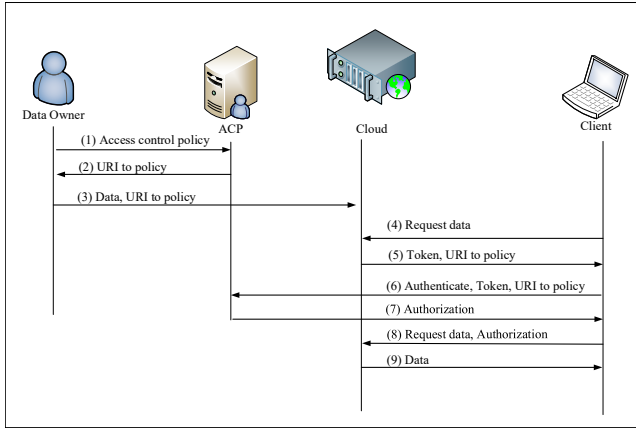 Data Owner
ACP
Cloud
Client
(1) Access control policy
(2) URI to policy
(3) Data, URI to policy
(4) Request data
(5) Token, URI to policy
(6) Authenticate, Token, URI to policy
(7) Authorization
(8) Request data, Authorization
(9) Data